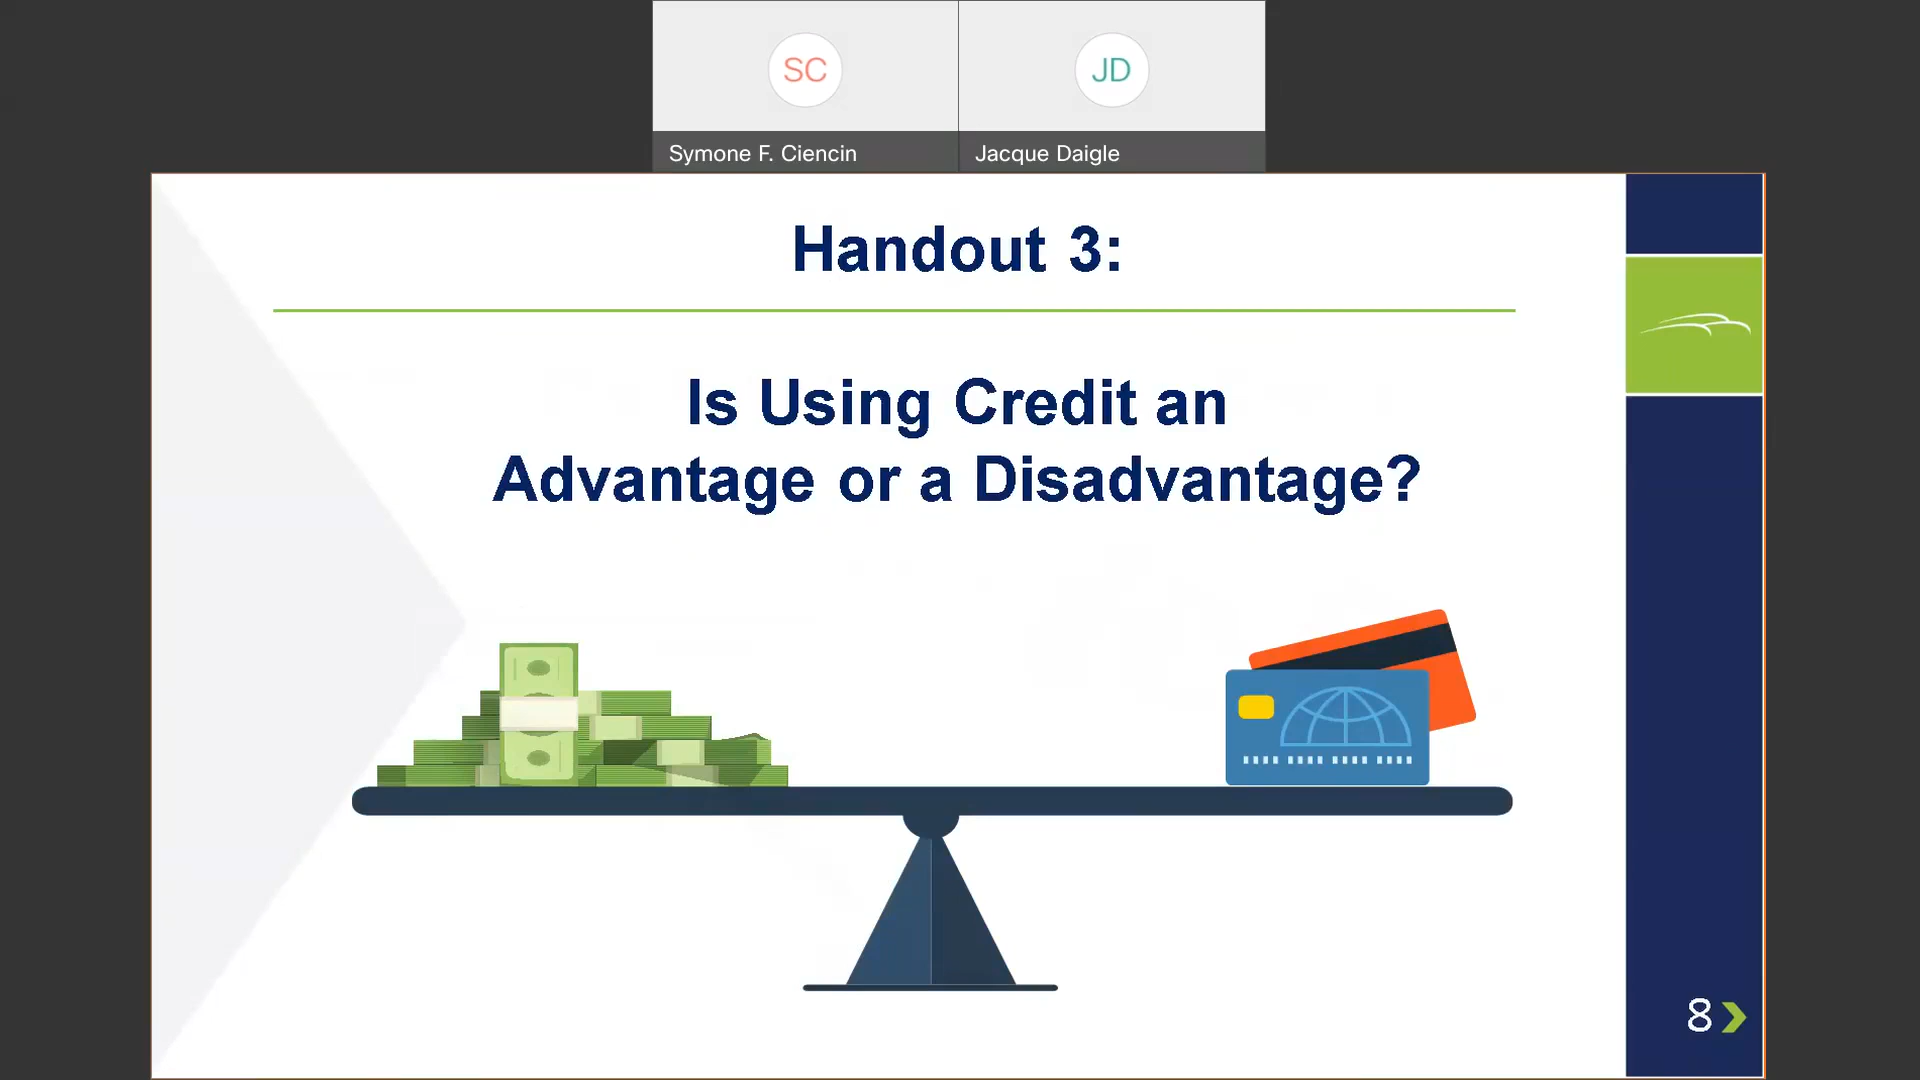 SC
JD
Symone F. Ciencin
Jacque Daigle
Handout 3:
Is Using Credit an
Advantage or a Disadvantage?
8